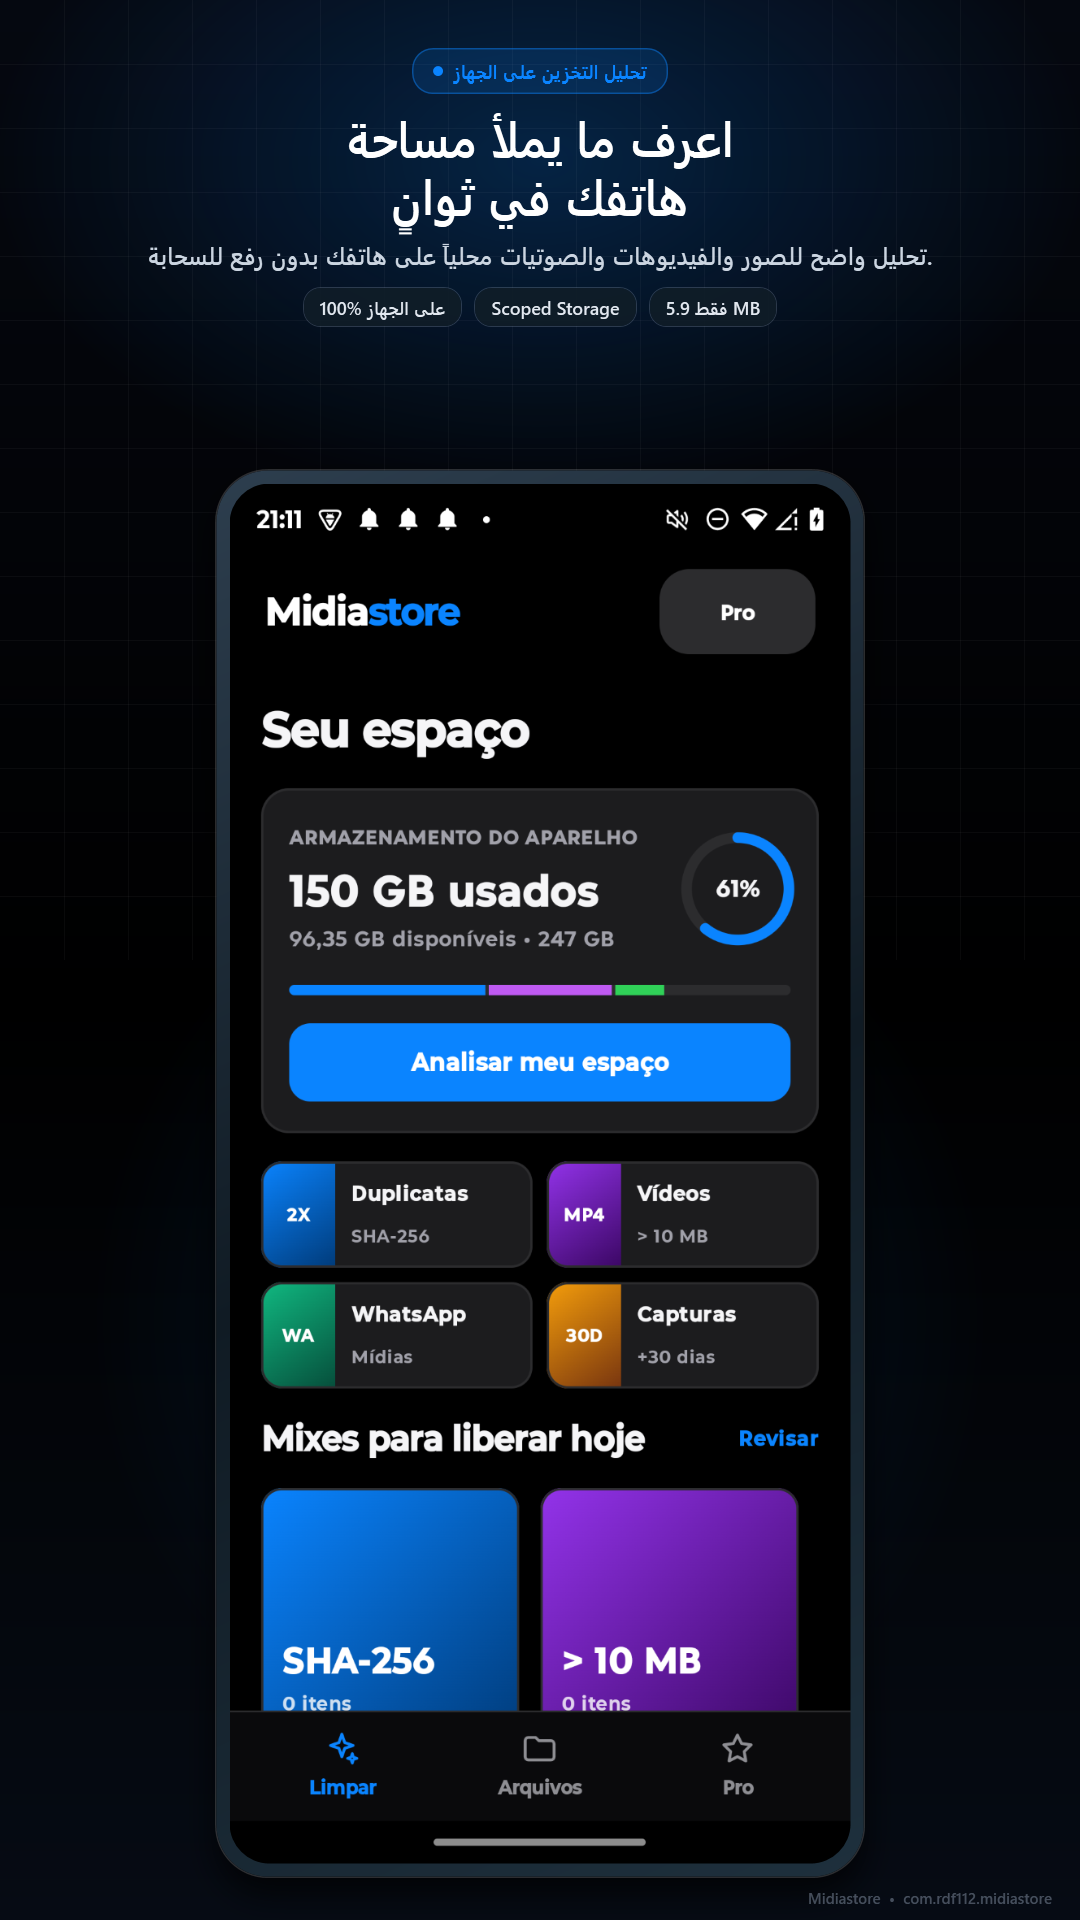 تحليل التخزين على الجهاز
اعرف ما يملأ مساحة
هاتفك في ثوانٍ
تحليل واضح للصور والفيديوهات والصوتيات محلياً على هاتفك بدون رفع للسحابة.
100% على الجهاز
Scoped Storage
5.9 فقط MB
21:11
Midiastore
Pro
Seu espaço
ARMAZENAMENTO DO APARELHO
150 GB usados
61%
96,35 GB disponíveis • 247 GB
Analisar meu espaço
2X
Duplicatas
SHA-256
MP4
Vídeos
> 10 MB
WA
WhatsApp
Mídias
30D
Capturas
+30 dias
Mixes para liberar hoje
Revisar
SHA-256
0 itens
> 10 MB
0 itens
Limpar
Arquivos
Pro
Midiastore • com.rdf112.midiastore